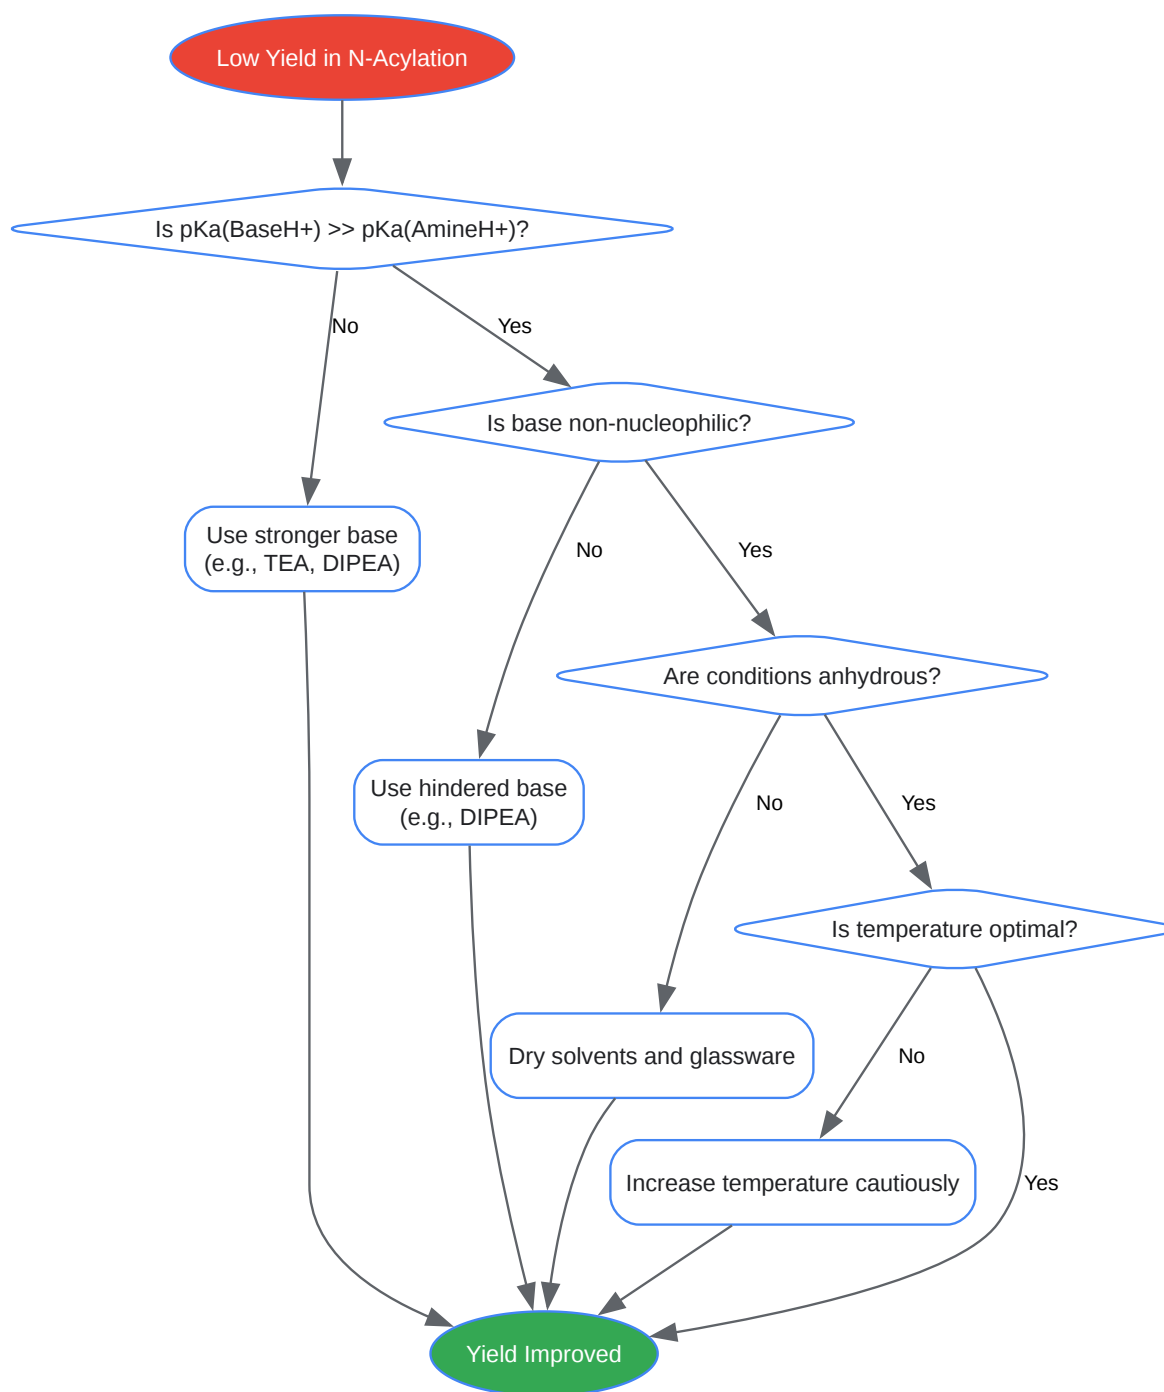 Low Yield in N-Acylation
Is pKa(BaseH+) >> pKa(AmineH+)?
No
Yes
Is base non-nucleophilic?
Use stronger base
(e.g., TEA, DIPEA)
No
Yes
Are conditions anhydrous?
Use hindered base
(e.g., DIPEA)
No
Yes
Is temperature optimal?
Dry solvents and glassware
No
Increase temperature cautiously
Yes
Yield Improved